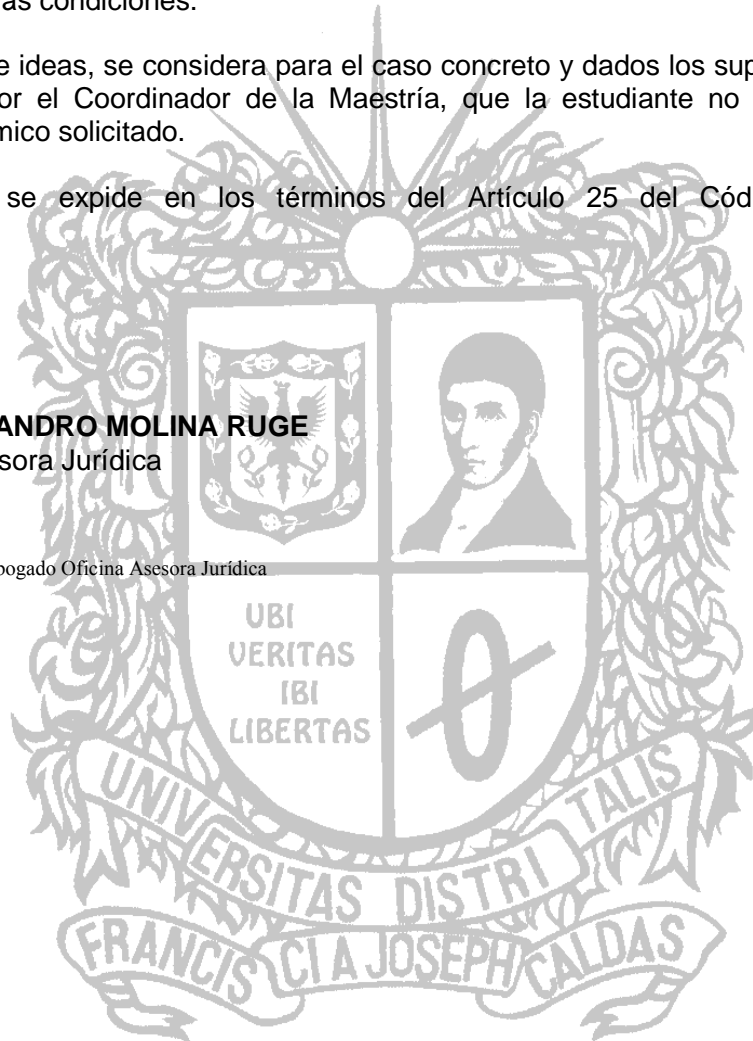 as condiciones.
e ideas, se considera para el caso concreto y dados los sup
or el Coordinador de la Maestría, que la estudiante no
mico solicitado.
se expide en los términos del Artículo 25 del Cód
ANDRO MOLINA RUGE
sora Jurídica
bogado Oficina Asesora Jurídica
UBI
VERITAS
IBI
LIBERTAS
UNIVERSITAS DISTRITALIS
FRANCISCI A JOSEPH CALDAS